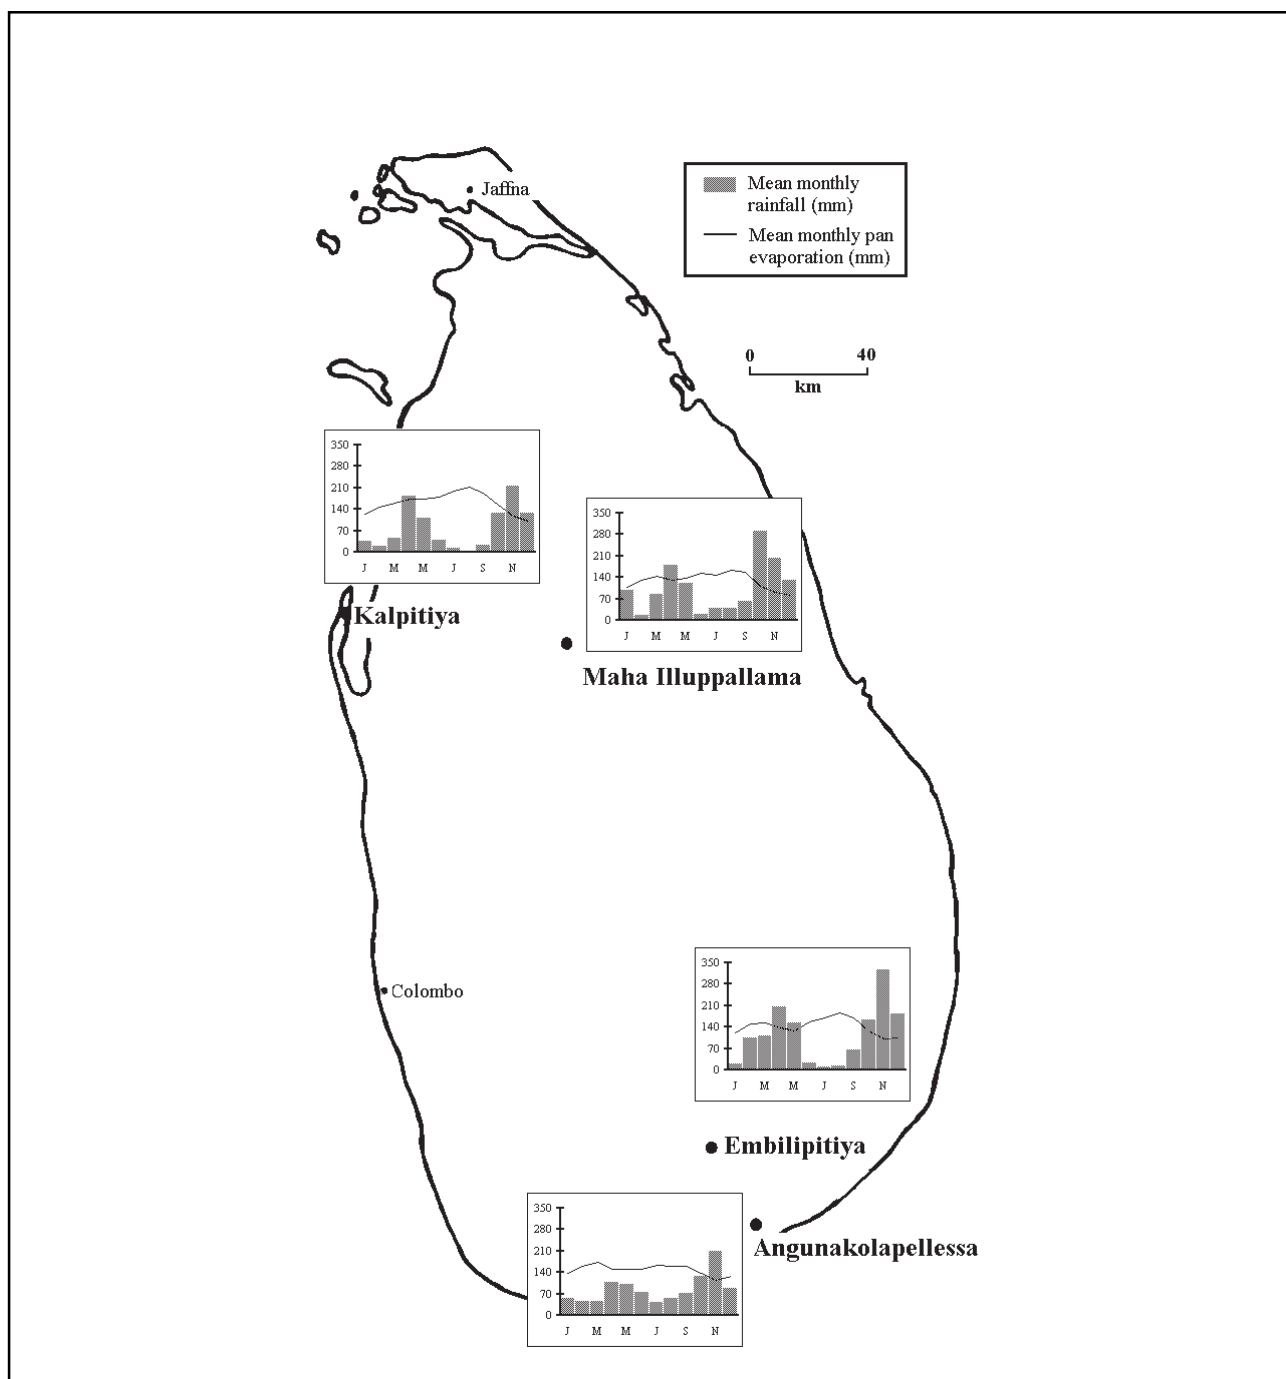 Jaffna
Mean monthly
rainfall (mm)
Mean monthly pan
evaporation (mm)
0 40
km
350
280
210
140
70
0
J M M J S N
Kalpitiya
350
280
210
140
70
0
J M M J S N
Maha Illuppallama
Colombo
350
280
210
140
70
0
J M M J S N
Embilipitiya
350
280
210
140
70
0
J M M J S N
Angunakolapellessa